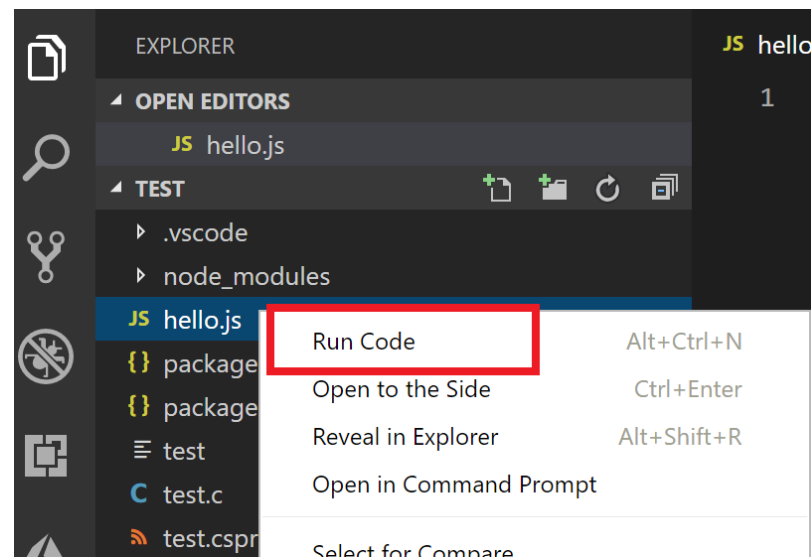 EXPLORER
JS hello
OPEN EDITORS
1
JS hello.js
TEST
.vscode
node_modules
JS hello.js
Run Code Alt+Ctrl+N
{} package
Open to the Side Ctrl+Enter
{} package
Reveal in Explorer Alt+Shift+R
test
Open in Command Prompt
C test.c
test.cspr
Select for Compare